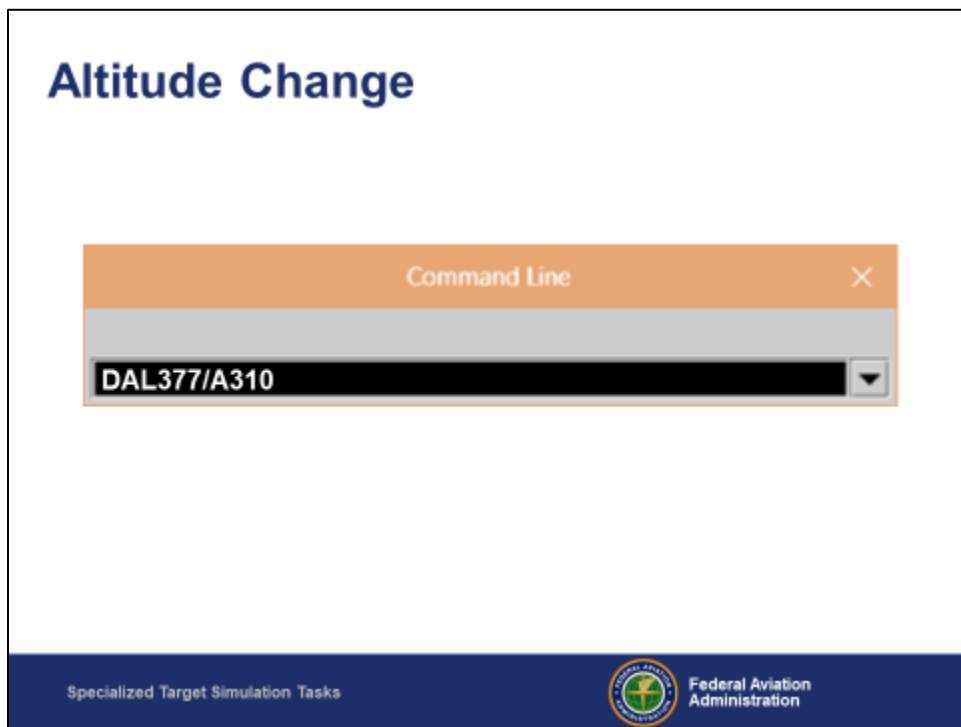 Altitude Change
Command Line
DAL377/A310
Specialized Target Simulation Tasks
Federal Aviation
Administration